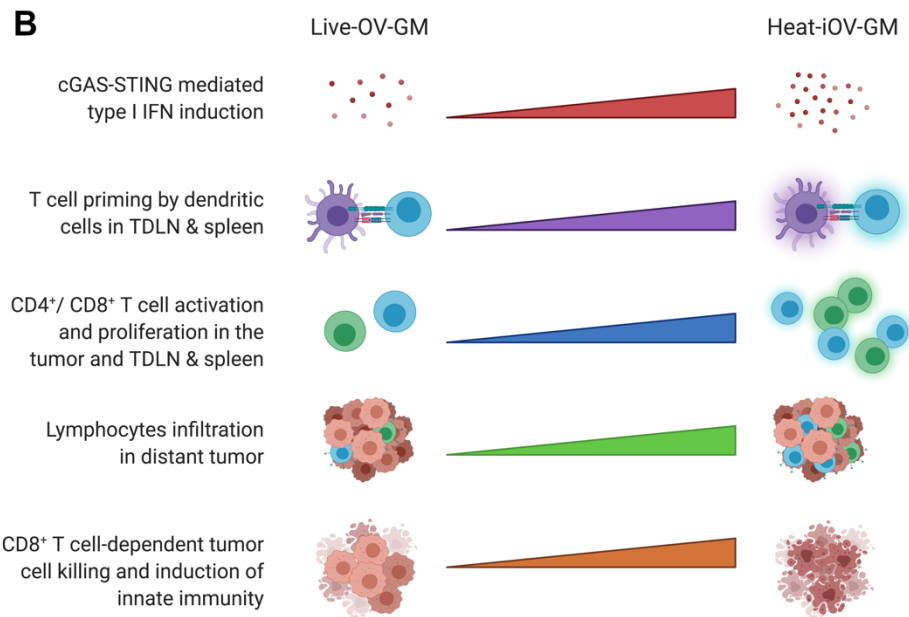 B
Live-OV-GM
Heat-iOV-GM
cGAS-STING mediated
type I IFN induction
T cell priming by dendritic
cells in TDLN & spleen
CD4⁺/ CD8⁺ T cell activation
and proliferation in the
tumor and TDLN & spleen
Lymphocytes infiltration
in distant tumor
CD8⁺ T cell-dependent tumor
cell killing and induction of
innate immunity